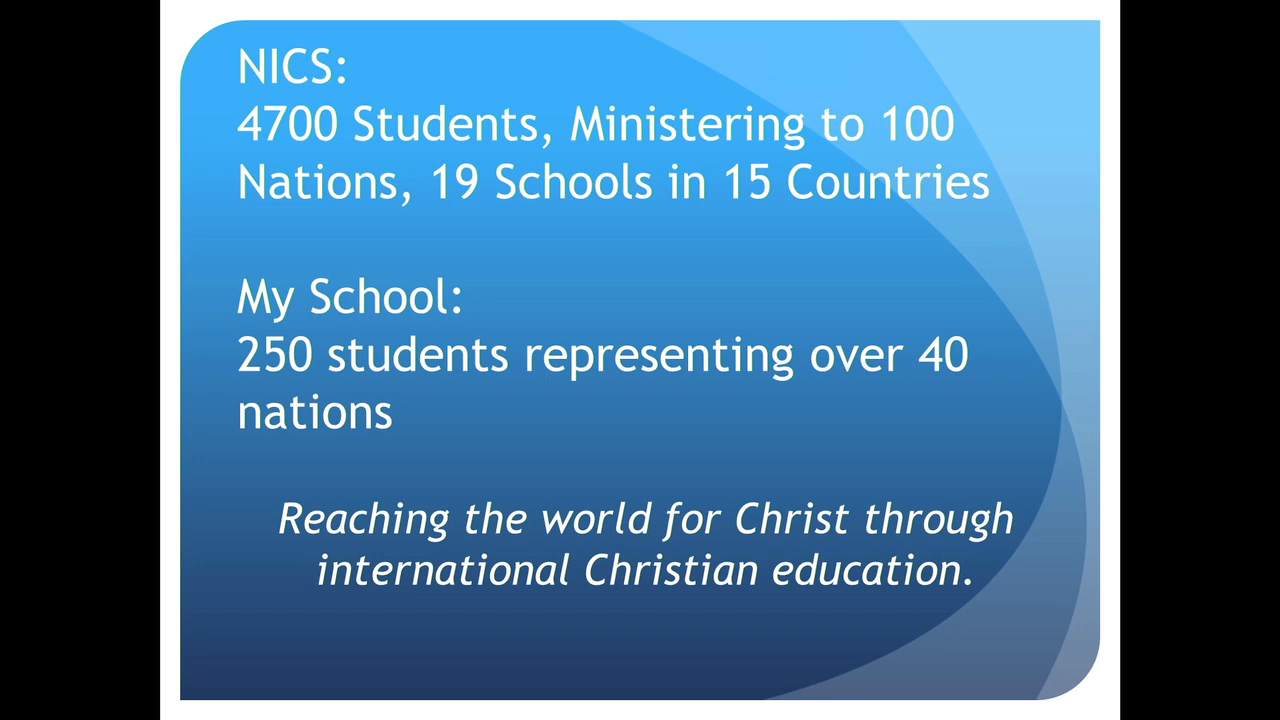 NICS:
4700 Students, Ministering to 100
Nations, 19 Schools in 15 Countries
My School:
250 students representing over 40
nations
Reaching the world for Christ through
international Christian education.